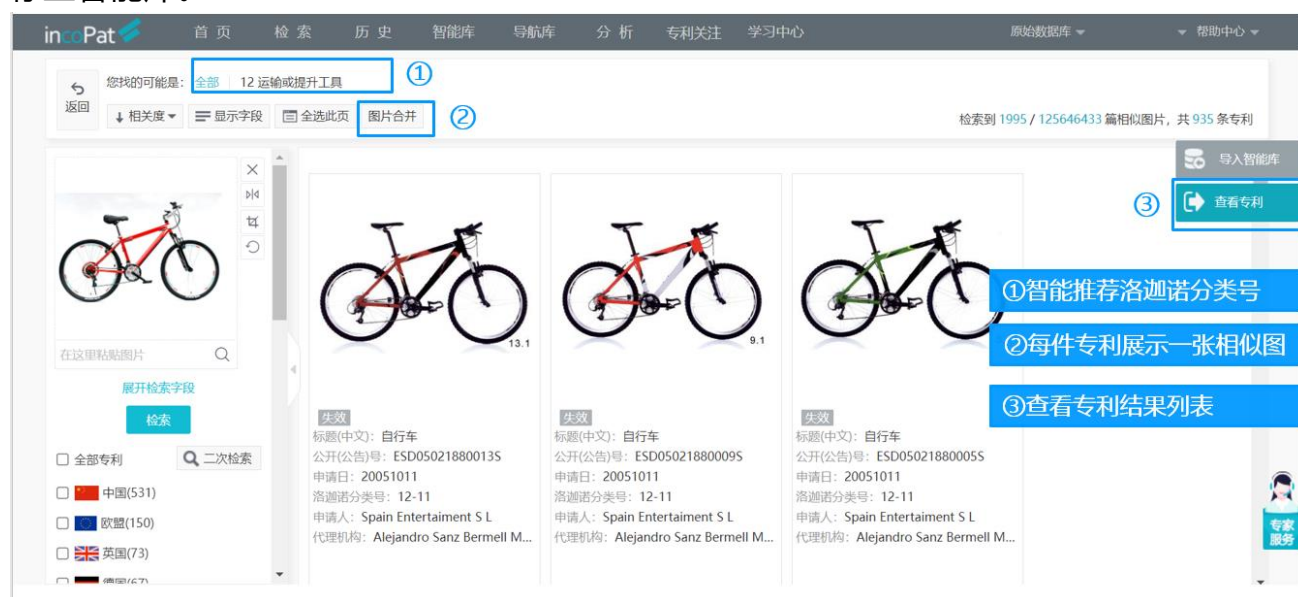 incoPat 首页 检索 历史 智能库 导航库 分析 专利关注 学习中心 原始数据库 帮助中心
返回
您找的可能是: 全部 12 运输或提升工具 ①
相关度 显示字段 全选此页 图片合并 ②
检索到 1995 / 125646433 篇相似图片，共 935 条专利
导入智能库
③ 查看专利
在这里粘贴图片
展开检索字段
检索
全部专利 二次检索
中国(531)
欧盟(150)
英国(73)
德国(67)
13.1
失效
标题(中文): 自行车
公开(公告)号: ESD05021880013S
申请日: 20051011
洛迦诺分类号: 12-11
申请人: Spain Entertaiment S L
代理机构: Alejandro Sanz Bermell M...
9.1
失效
标题(中文): 自行车
公开(公告)号: ESD05021880009S
申请日: 20051011
洛迦诺分类号: 12-11
申请人: Spain Entertaiment S L
代理机构: Alejandro Sanz Bermell M...
失效
标题(中文): 自行车
公开(公告)号: ESD05021880005S
申请日: 20051011
洛迦诺分类号: 12-11
申请人: Spain Entertaiment S L
代理机构: Alejandro Sanz Bermell M...
①智能推荐洛迦诺分类号
②每件专利展示一张相似图
③查看专利结果列表
专家
服务